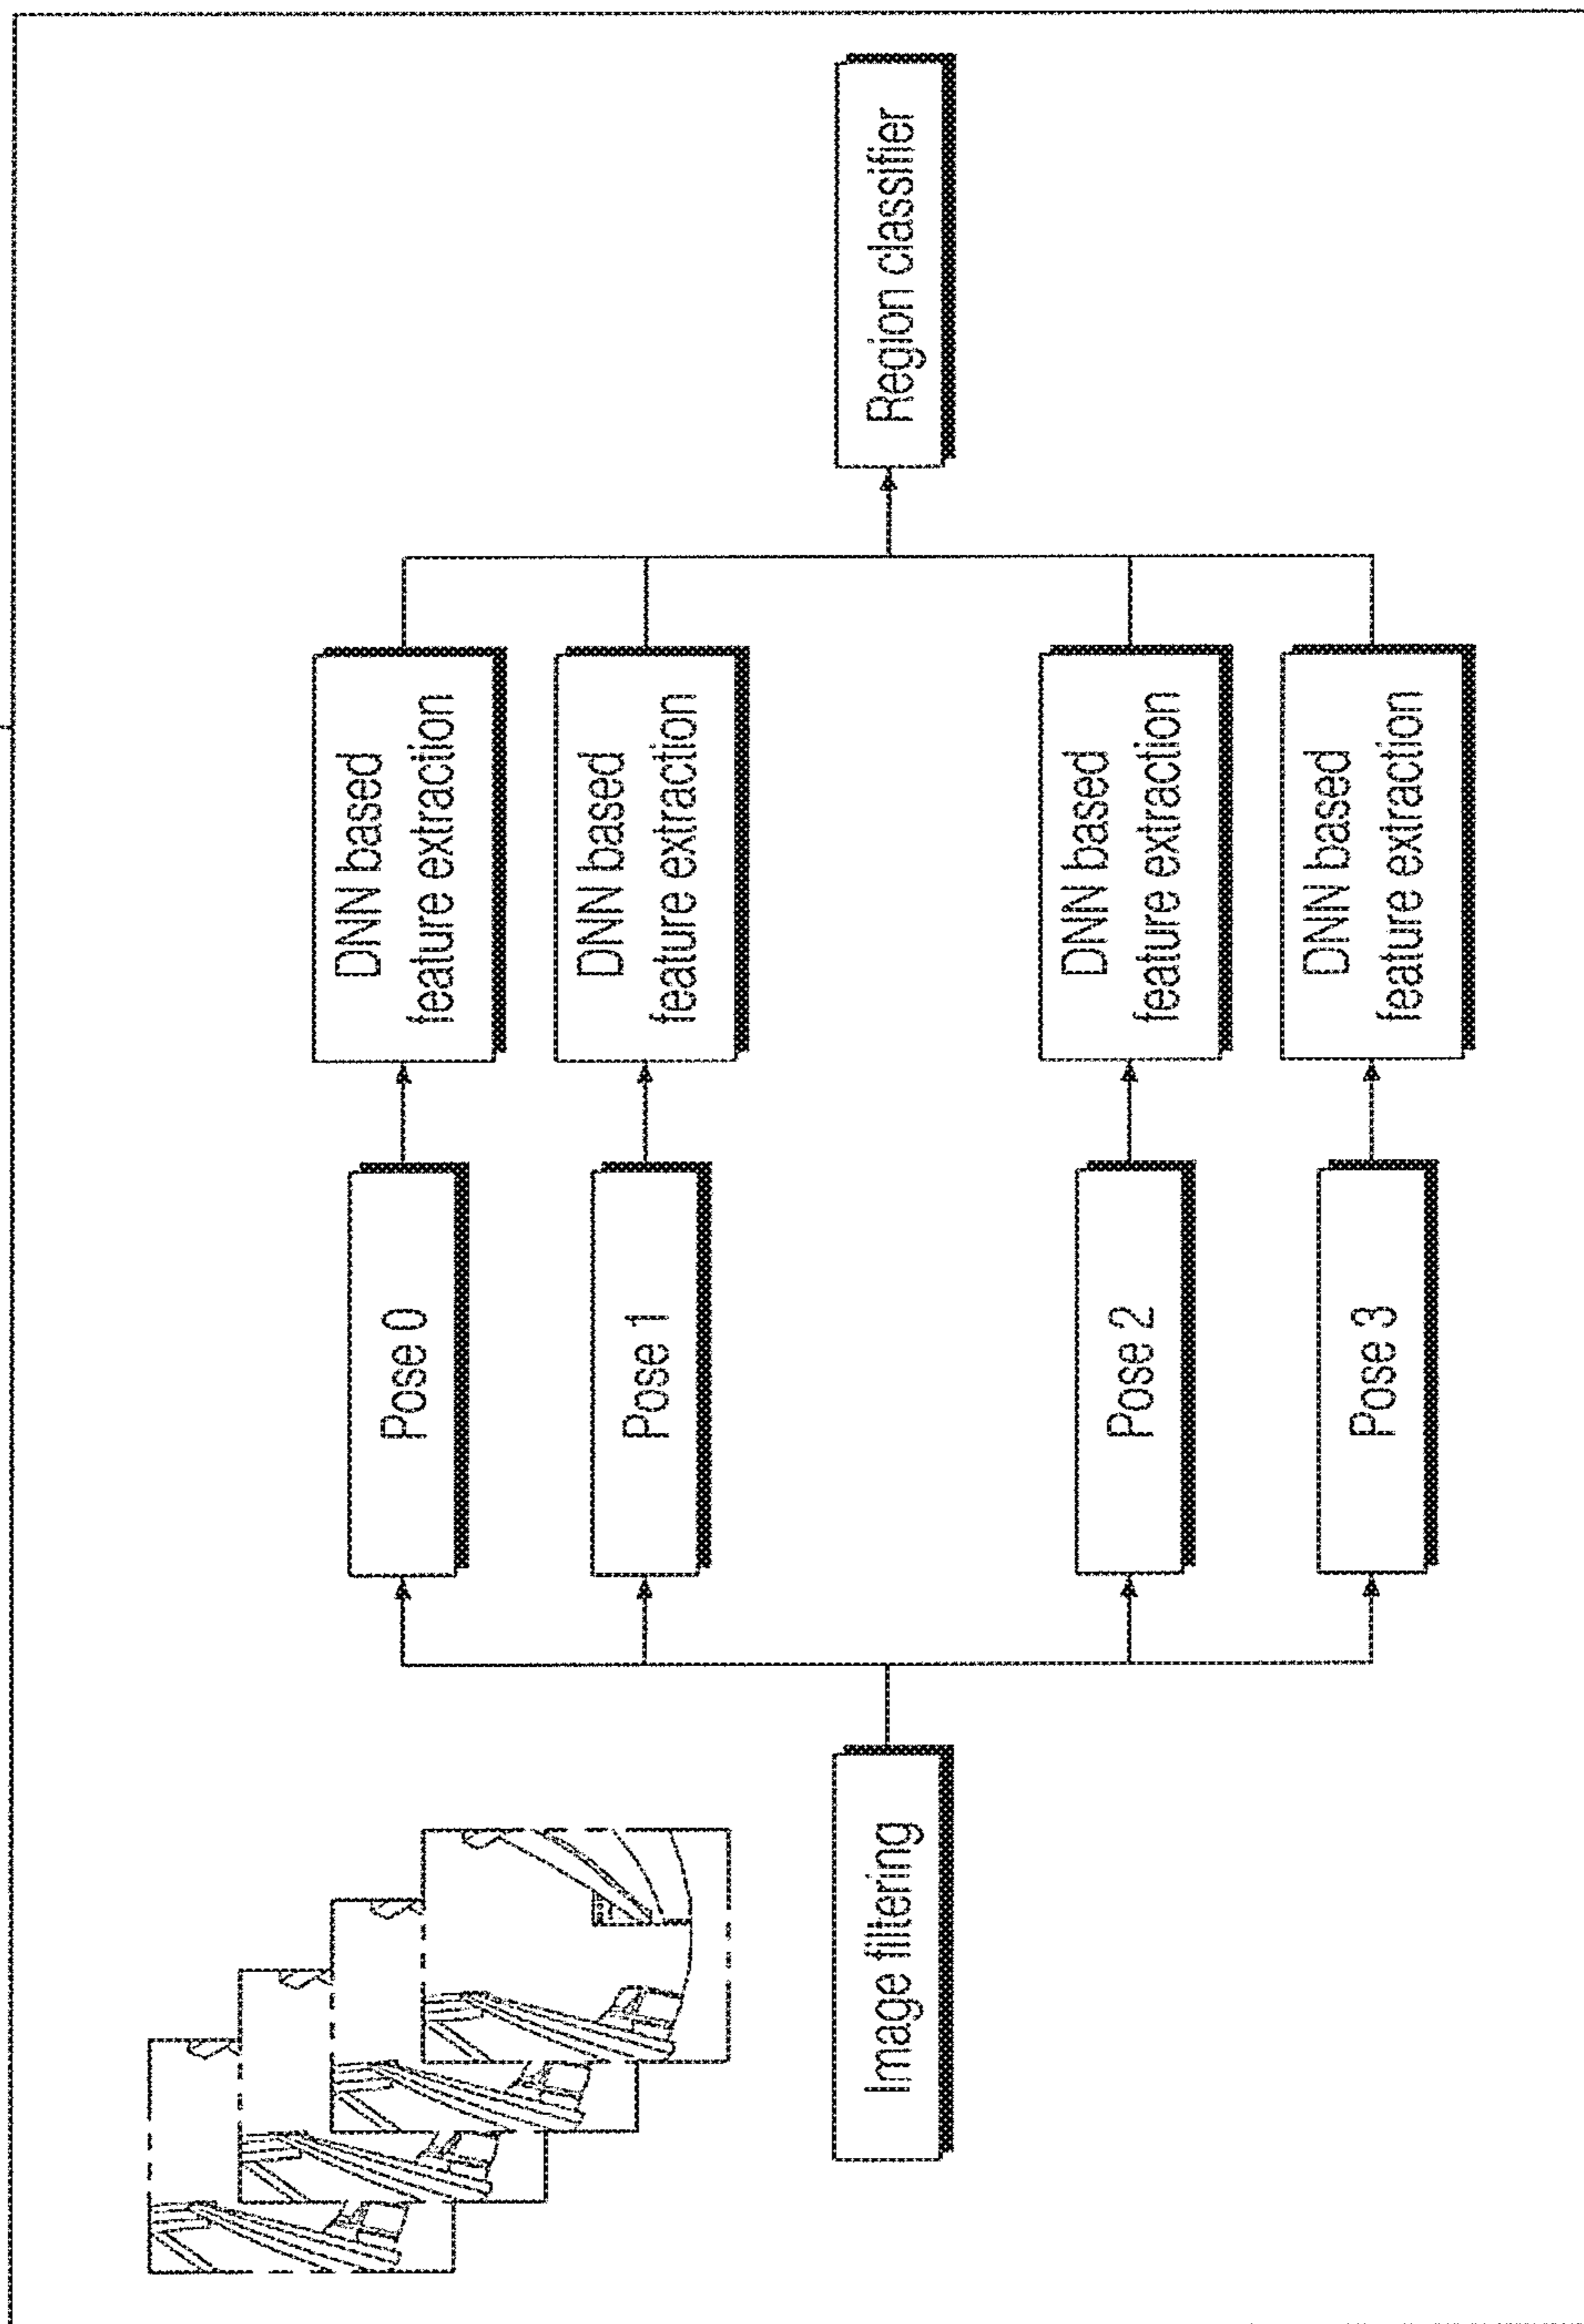 Image filtering
Pose 0
Pose 1
Pose 2
Pose 3
DNN based
feature extraction
DNN based
feature extraction
DNN based
feature extraction
DNN based
feature extraction
Region classifier